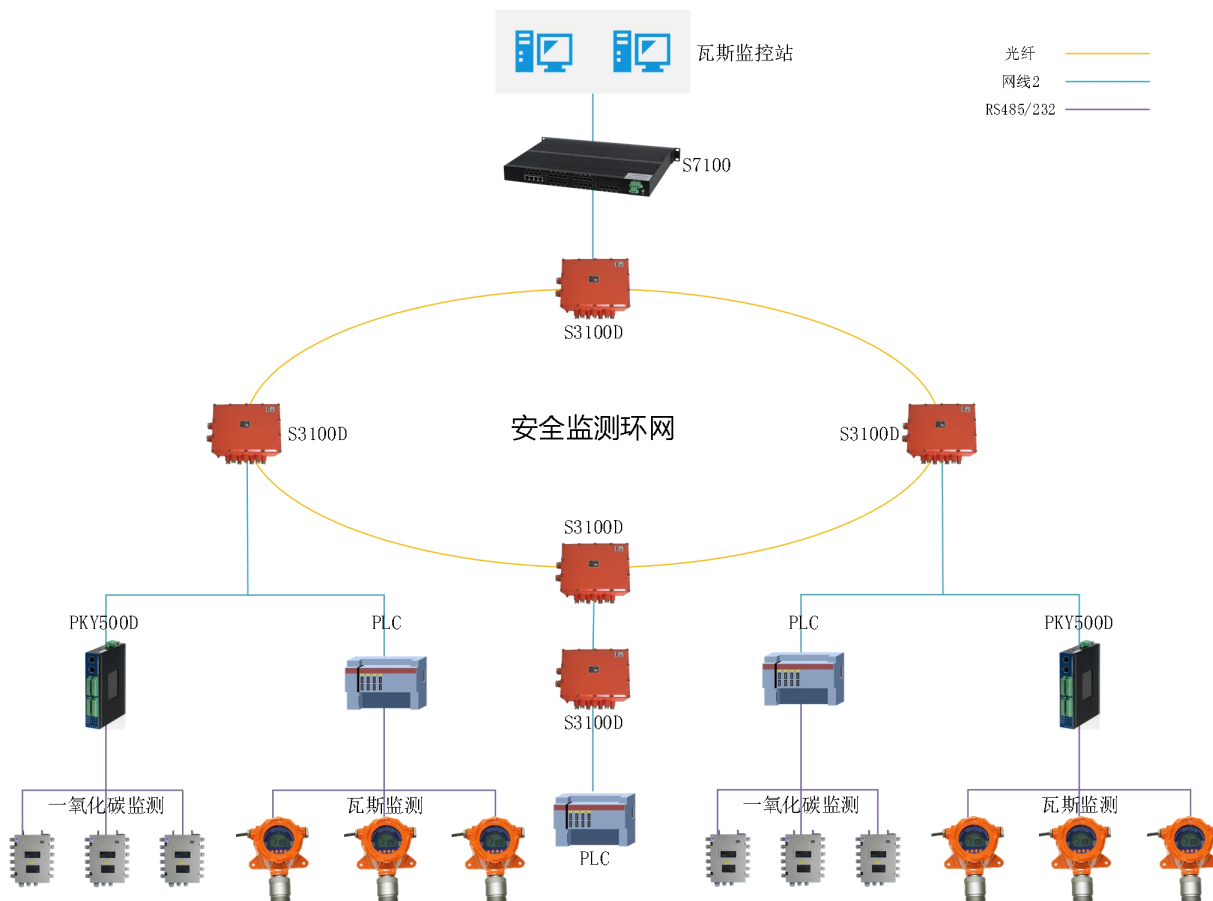 瓦斯监控站
光纤
网线2
RS485/232
S7100
S3100D
S3100D
安全监测环网
S3100D
S3100D
PKY500D
PLC
PLC
PKY500D
S3100D
一氧化碳监测
瓦斯监测
一氧化碳监测
瓦斯监测
PLC